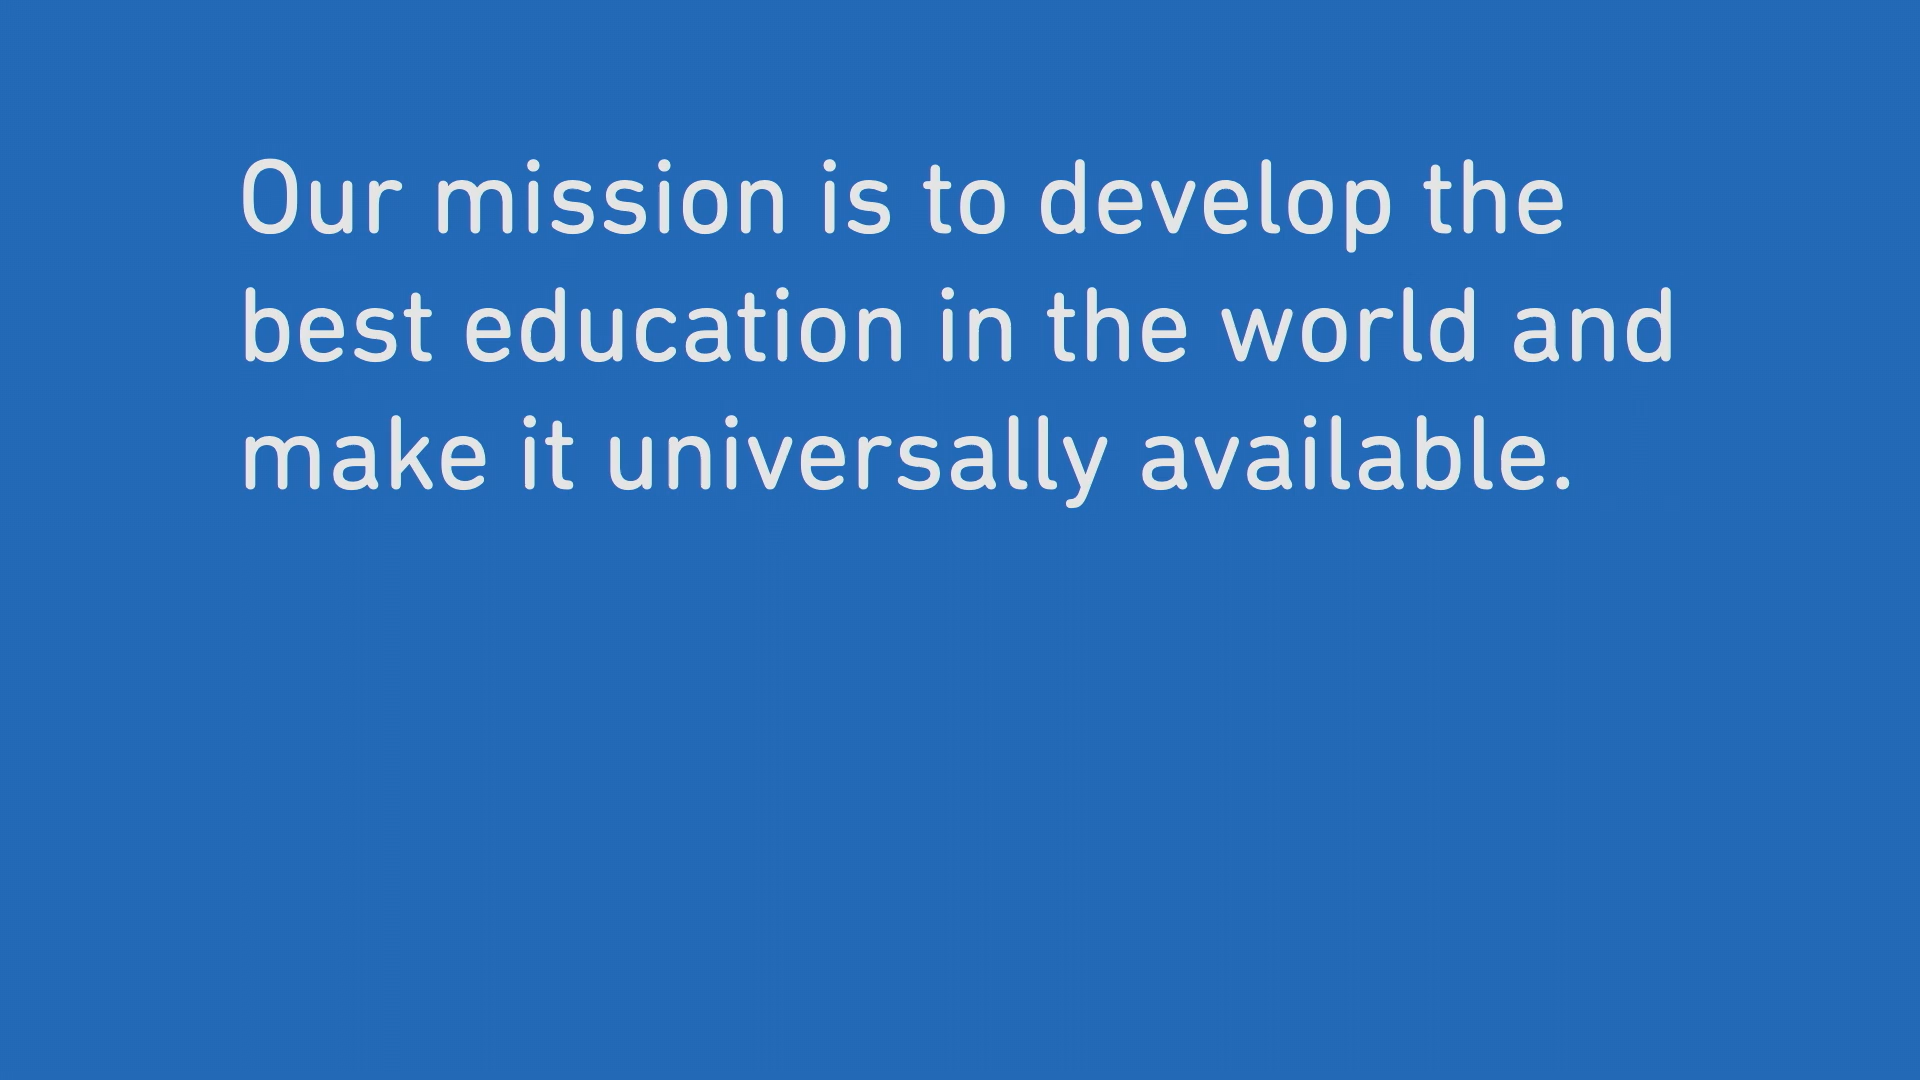 Our mission is to develop the
best education in the world and
make it universally available.